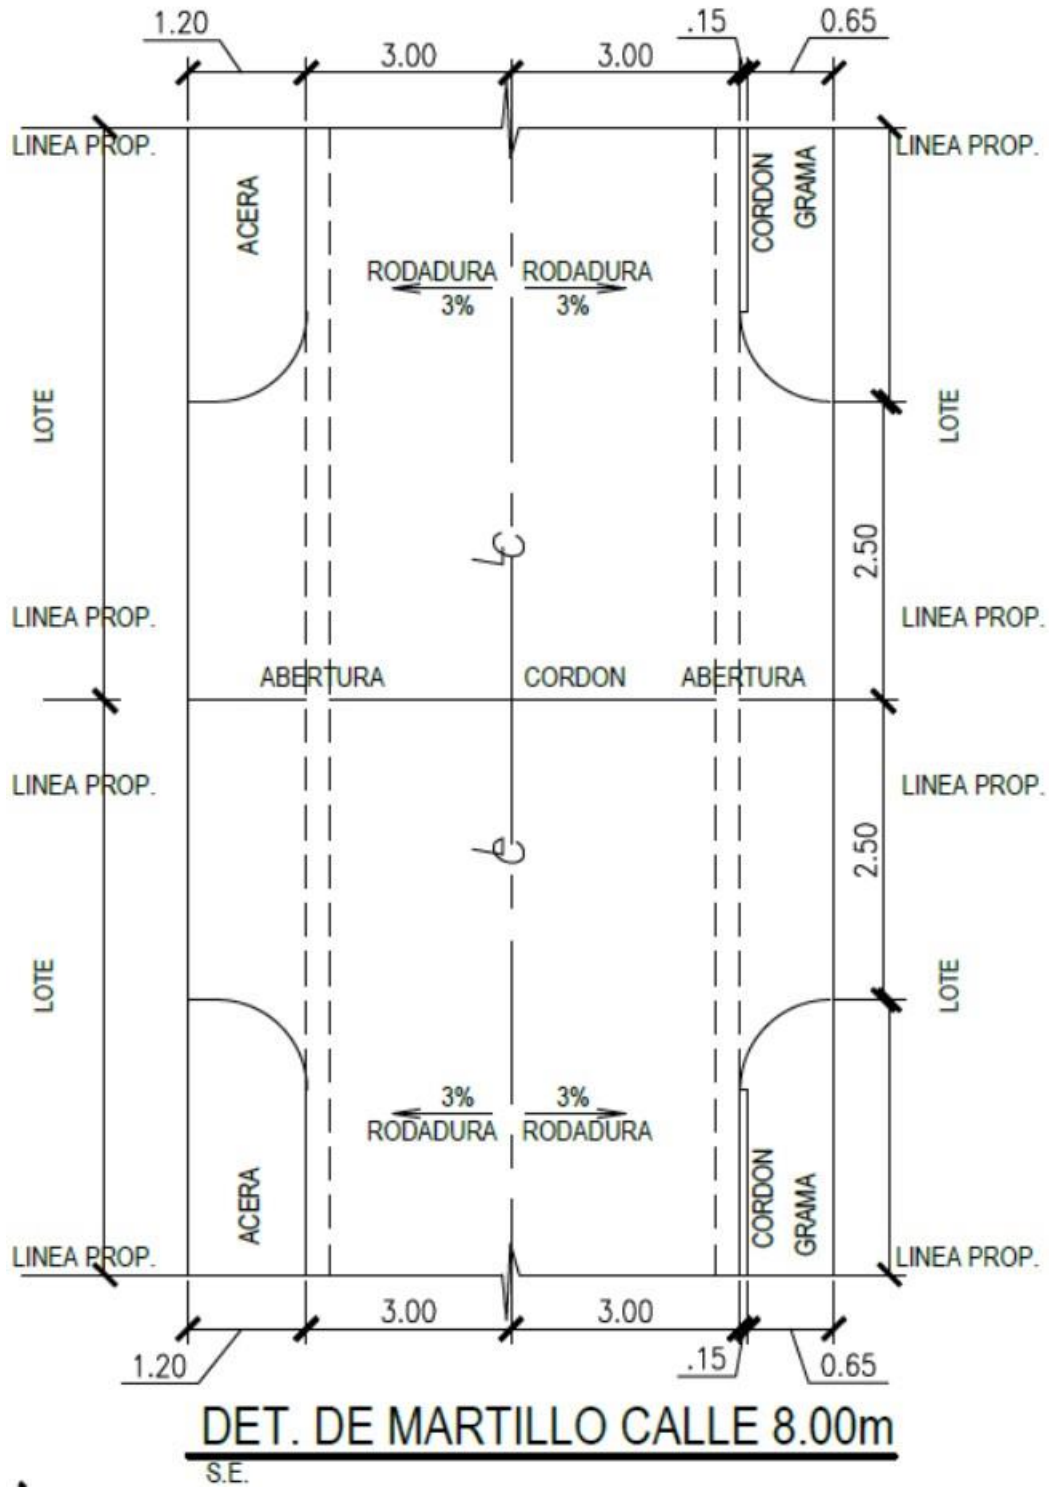 1.20 .15 0.65
3.00 3.00
LINEA PROP. LINEA PROP.
ACERA CORDON GRAMA
RODADURA RODADURA
3% 3%
LOTE LOTE
2.50
LINEA PROP. LINEA PROP.
ABERTURA CORDON ABERTURA
LINEA PROP. LINEA PROP.
2.50
LOTE LOTE
3% 3%
RODADURA RODADURA
ACERA CORDON GRAMA
LINEA PROP. LINEA PROP.
3.00 3.00
1.20 .15 0.65
DET. DE MARTILLO CALLE 8.00m
S.E.